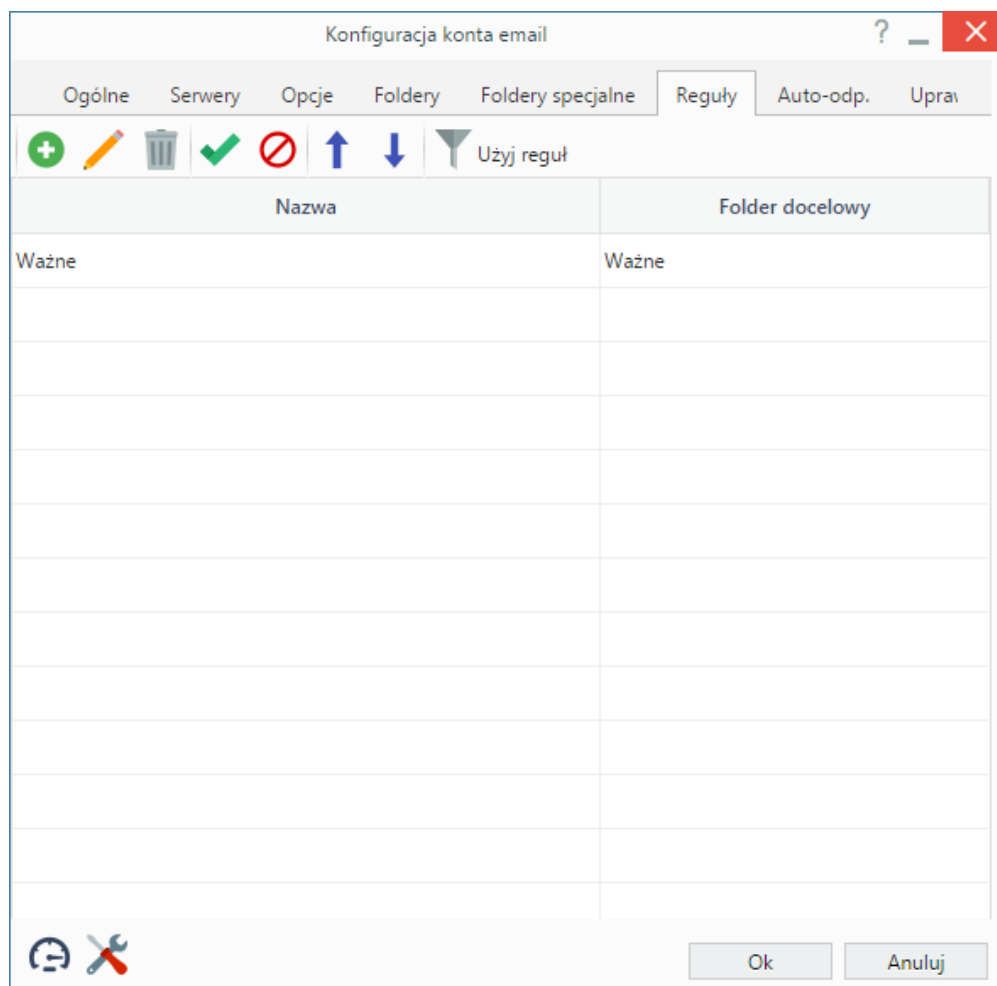 Konfiguracja konta email ?
Ogólne Serwery Opcje Foldery Foldery specjalne Reguły Auto-odp.
Użyj reguł
Nazwa Folder docelowy
Ważne Ważne
Ok Anuluj